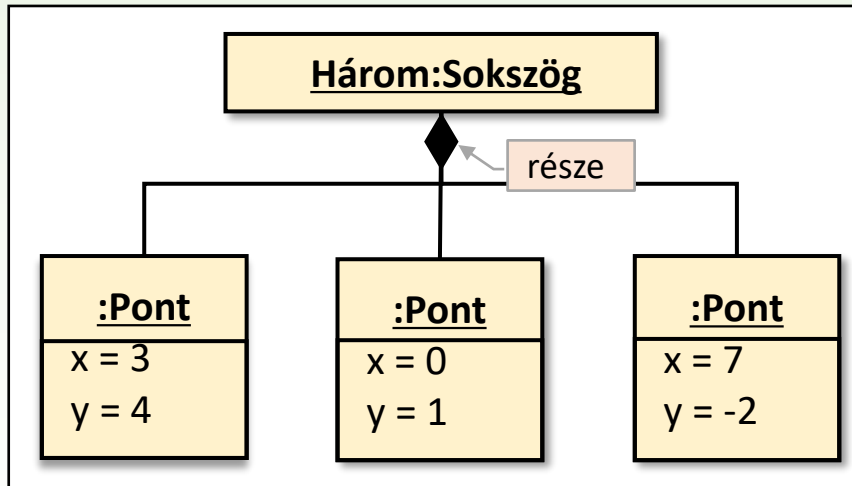 Három:Sokszög
része
:Pont
x = 3
y = 4
:Pont
x = 0
y = 1
:Pont
x = 7
y = -2